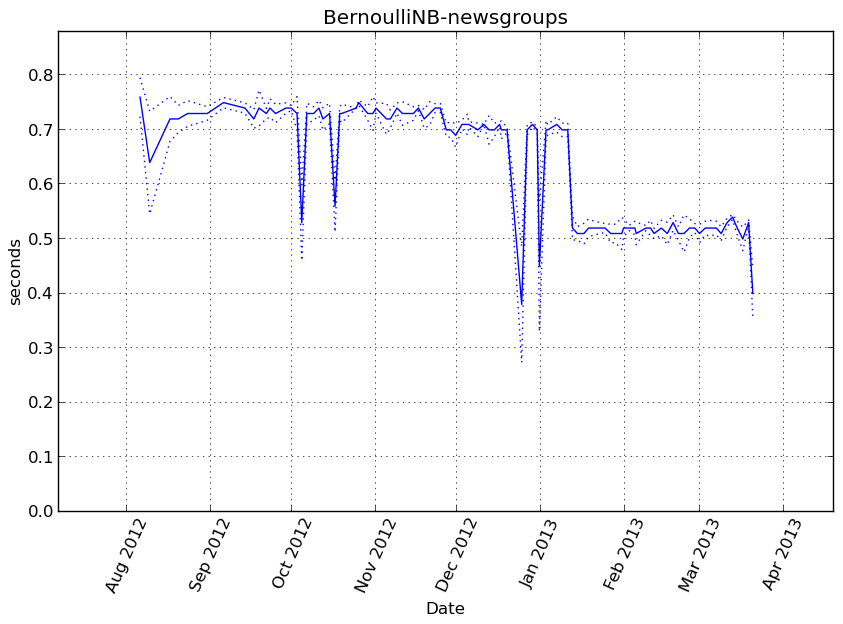 BernoulliNB-newsgroups
0.8
0.7
0.6
0.5
0.4
0.3
0.2
0.1
0.0
seconds
Aug 2012
Sep 2012
Oct 2012
Nov 2012
Dec 2012
Jan 2013
Feb 2013
Mar 2013
Apr 2013
Date